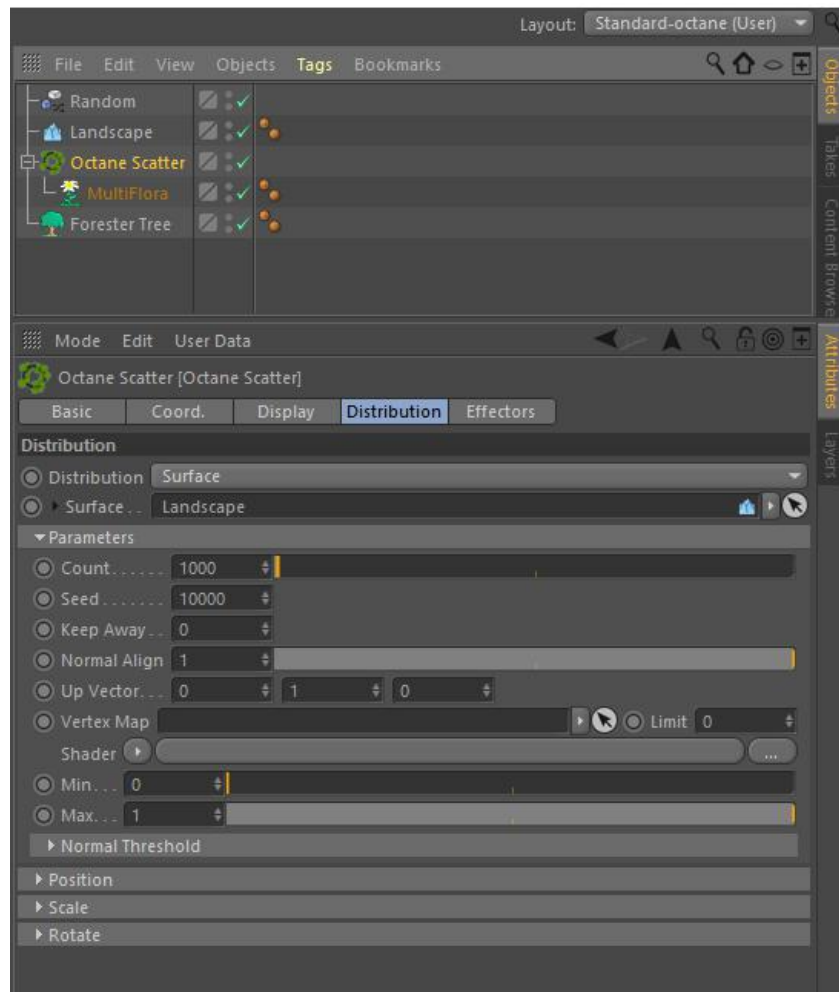 Layout: Standard-octane (User)
File Edit View Objects Tags Bookmarks
Random
Landscape
Octane Scatter
MultiFlora
Forester Tree
Objects
Takes
Content Browse
Mode Edit User Data
Octane Scatter [Octane Scatter]
Basic Coord. Display Distribution Effectors
Distribution
Distribution Surface
Surface . . Landscape
Parameters
Count . . . . . . 1000
Seed . . . . . . . 10000
Keep Away . . 0
Normal Align 1
Up Vector. . . 0 1 0
Vertex Map Limit 0
Shader ...
Min. . . 0
Max. . . 1
Normal Threshold
Position
Scale
Rotate
Attributes
Layers